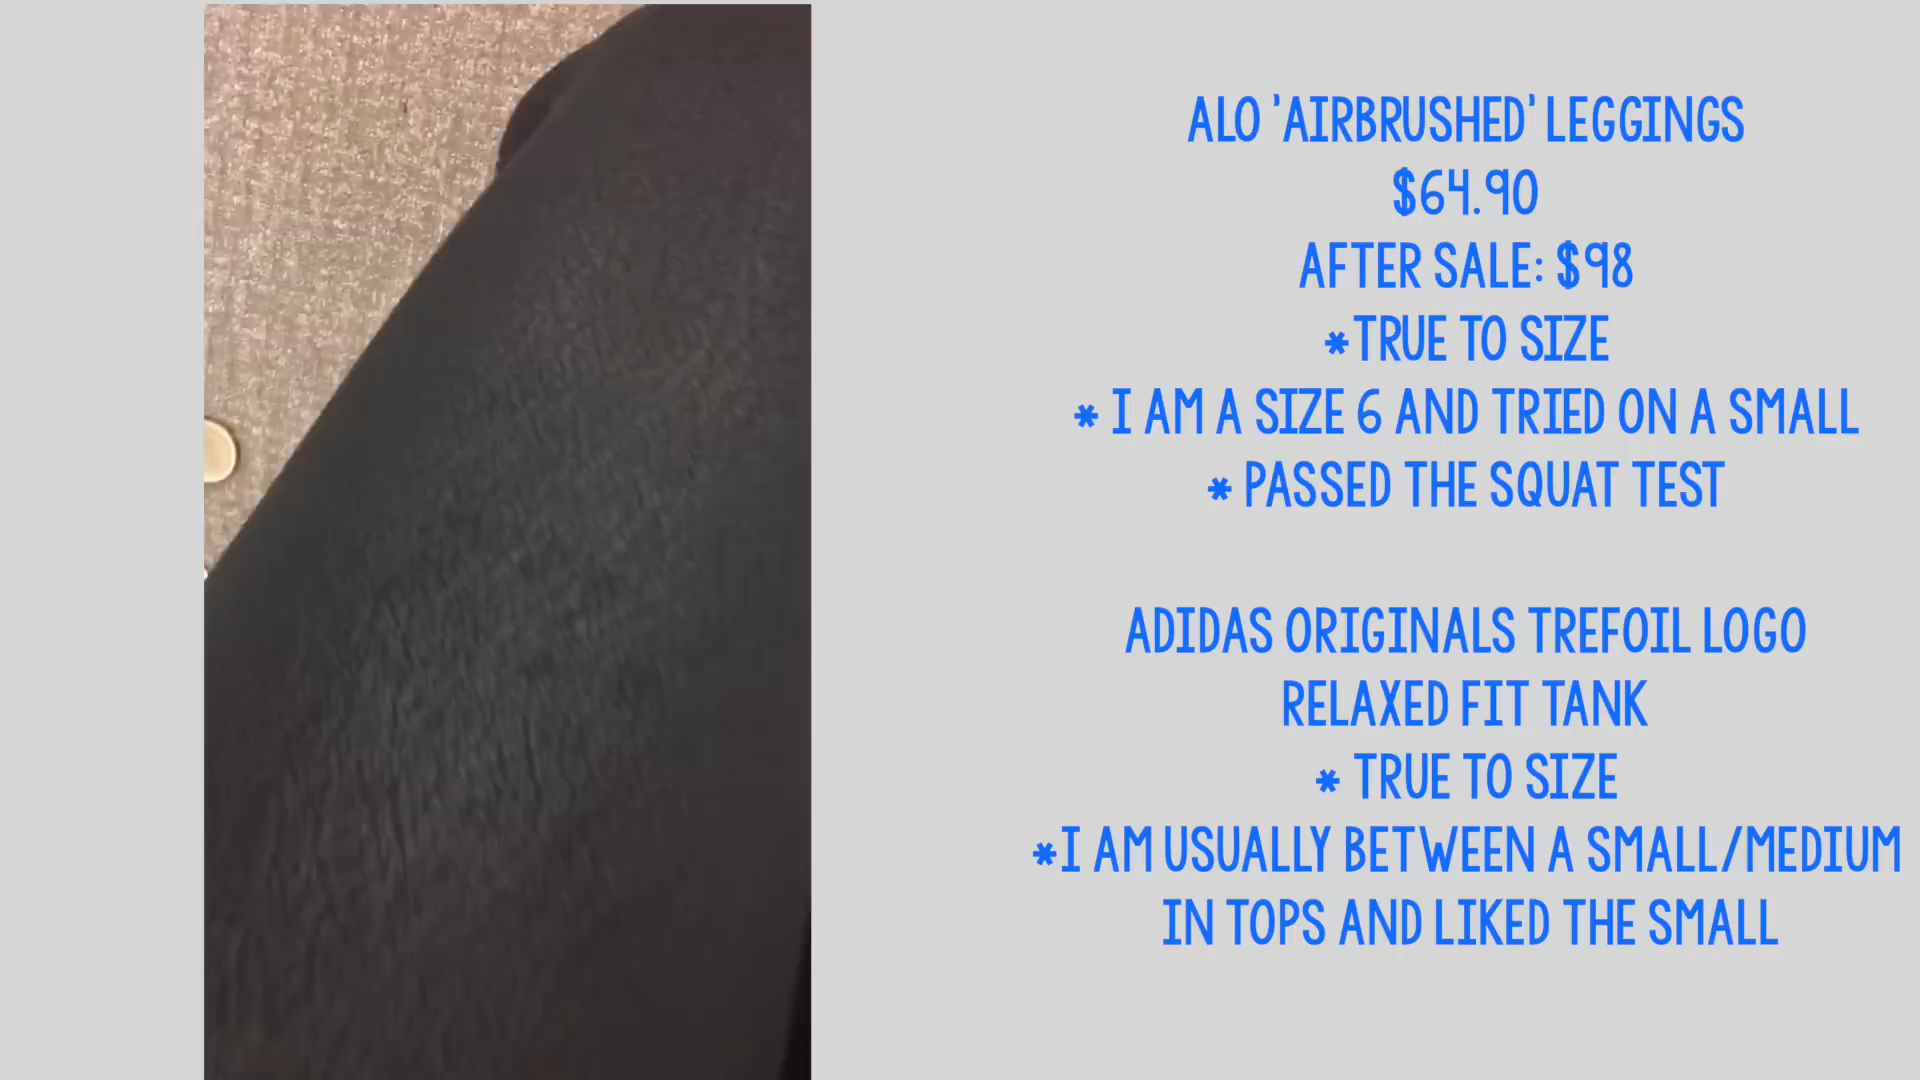 ALO 'AIRBRUSHED' LEGGINGS
$64.90
AFTER SALE: $98
*TRUE TO SIZE
* I AM A SIZE 6 AND TRIED ON A SMALL
* PASSED THE SQUAT TEST
ADIDAS ORIGINALS TREFOIL LOGO
RELAXED FIT TANK
* TRUE TO SIZE
*I AM USUALLY BETWEEN A SMALL/MEDIUM
IN TOPS AND LIKED THE SMALL